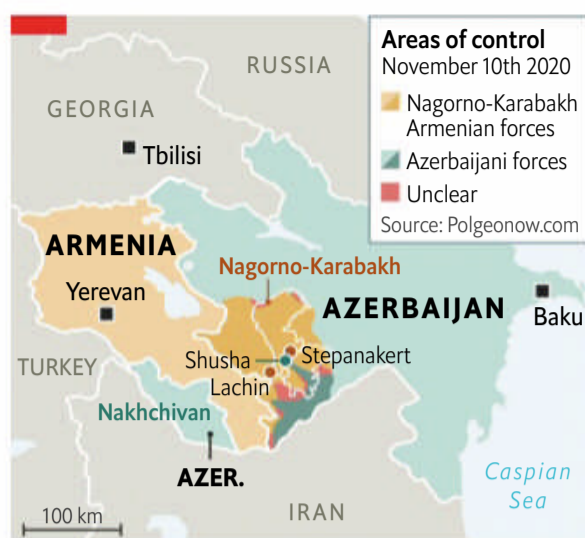 Areas of control
November 10th 2020
Nagorno-Karabakh
Armenian forces
Azerbaijani forces
Unclear
Source: Polgeonow.com
RUSSIA
GEORGIA
Tbilisi
ARMENIA
Nagorno-Karabakh
Yerevan
AZERBAIJAN
Baku
Shusha
Stepanakert
TURKEY
Lachin
Nakhchivan
AZER.
Caspian
Sea
100 km
IRAN